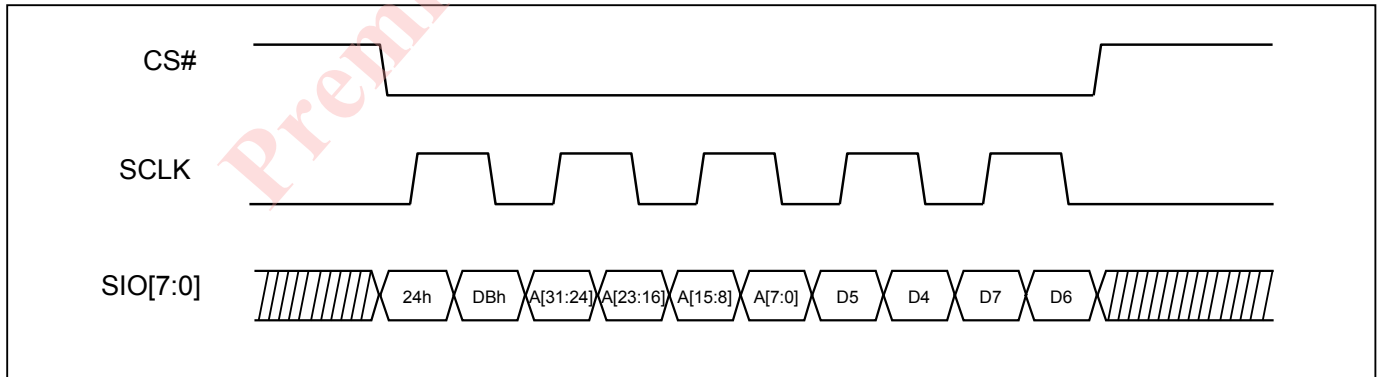 CS#
SCLK
SIO[7:0] 24h DBh A[31:24] A[23:16] A[15:8] A[7:0] D5 D4 D7 D6
Premi